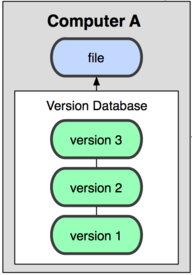 Computer A
file
Version Database
version 3
version 2
version 1